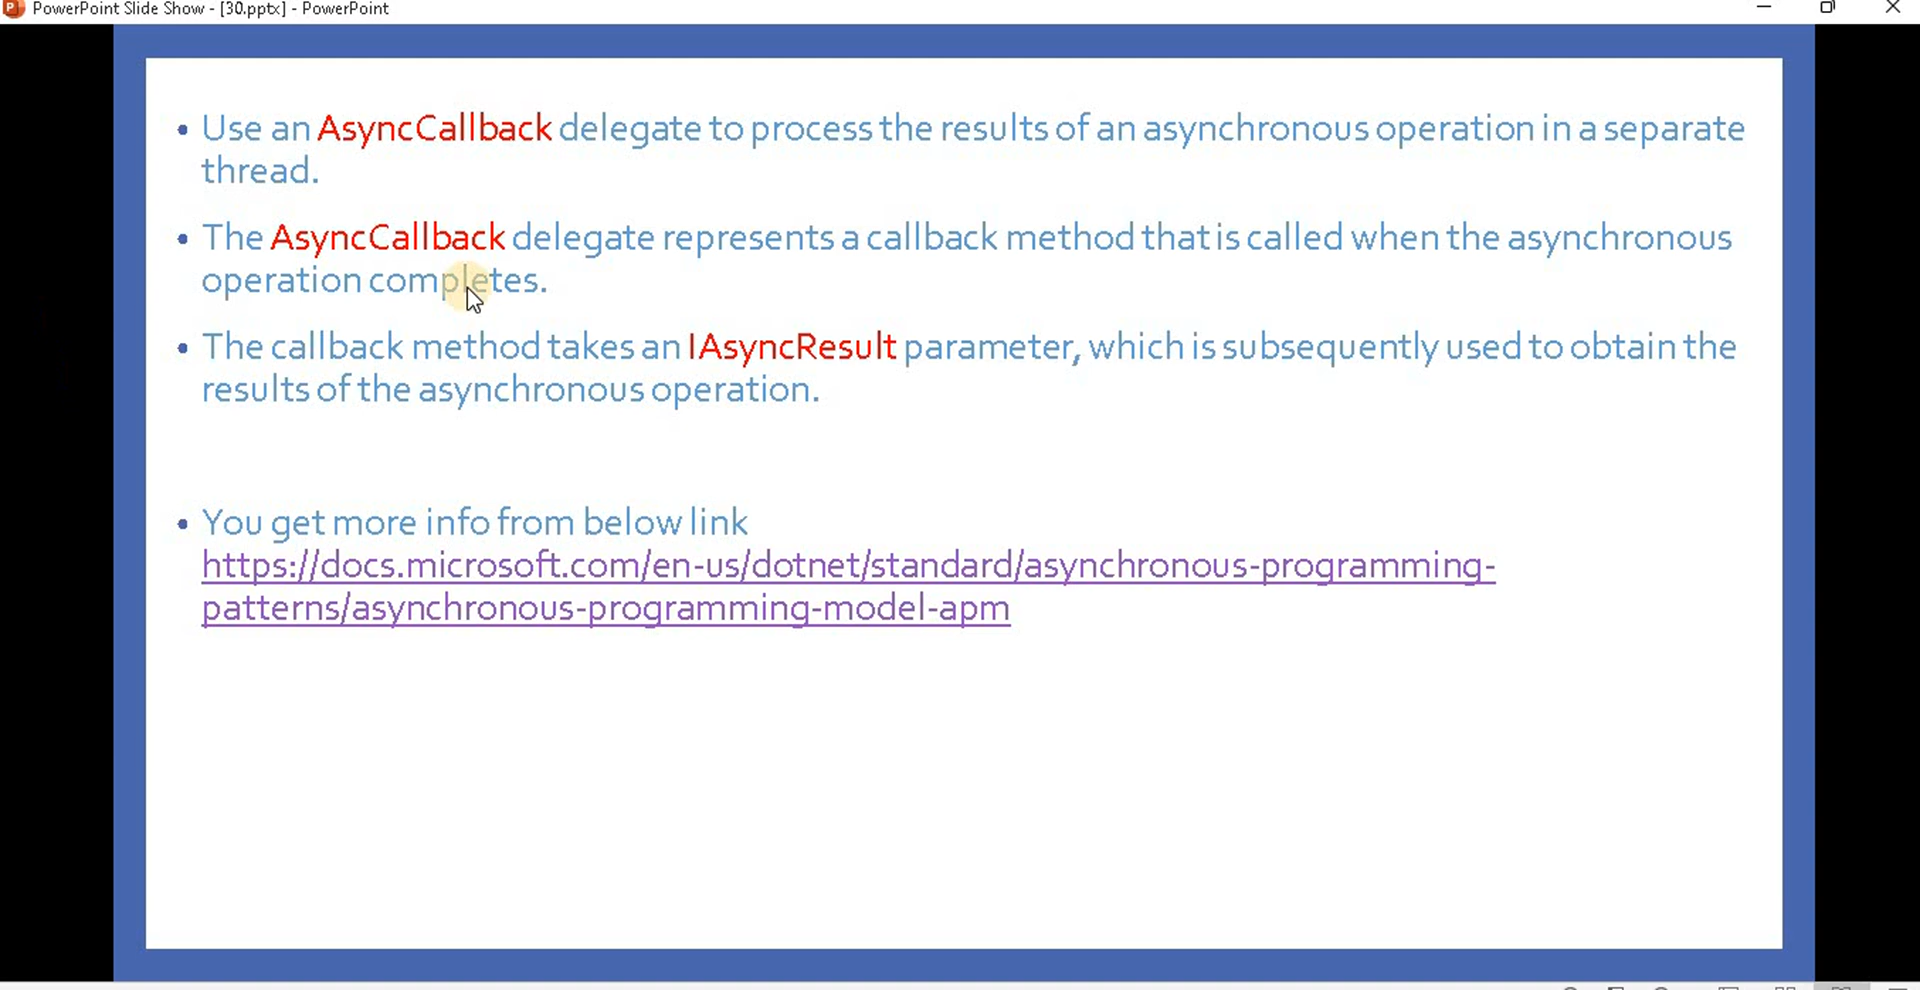 PowerPoint Slide Show - [30.pptx] - PowerPoint
• Use an AsyncCallback delegate to process the results of an asynchronous operation in a separate
thread.
• The AsyncCallback delegate represents a callback method that is called when the asynchronous
operation completes.
• The callback method takes an IAsyncResult parameter, which is subsequently used to obtain the
results of the asynchronous operation.
• You get more info from below link
https://docs.microsoft.com/en-us/dotnet/standard/asynchronous-programming-
patterns/asynchronous-programming-model-apm